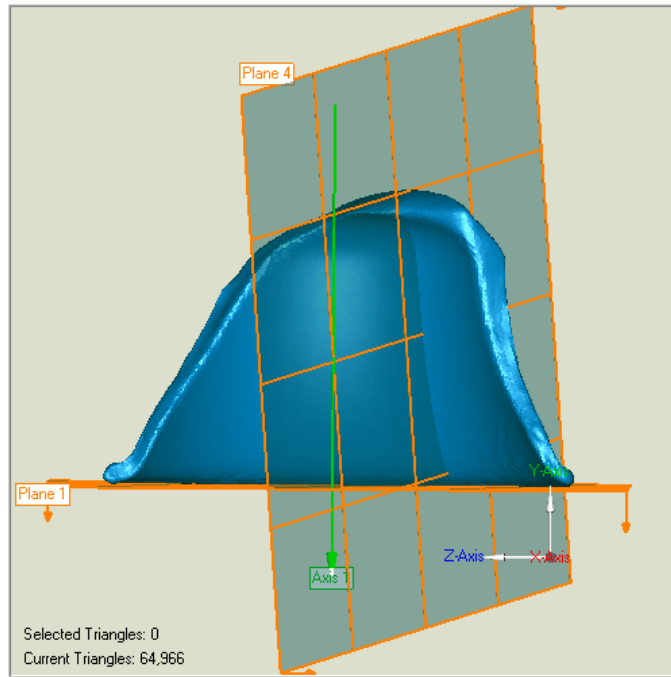 Plane 4
Y-Axis
Plane 1
Z-Axis
X-Axis
Axis 1
Selected Triangles: 0
Current Triangles: 64,966